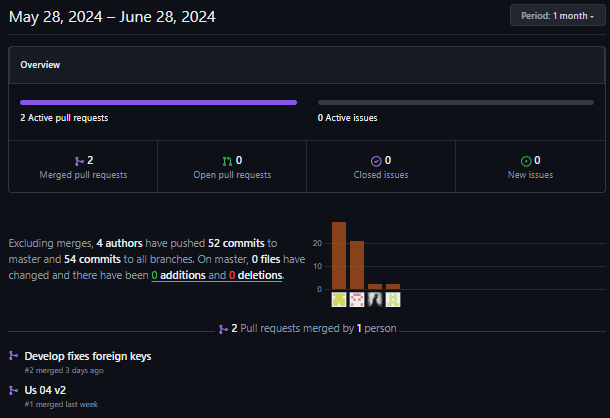 May 28, 2024 – June 28, 2024
Period: 1 month
Overview
2 Active pull requests
0 Active issues
2
Merged pull requests
0
Open pull requests
0
Closed issues
0
New issues
Excluding merges, 4 authors have pushed 52 commits to
master and 54 commits to all branches. On master, 0 files have
changed and there have been 0 additions and 0 deletions.
20
10
0
2 Pull requests merged by 1 person
Develop fixes foreign keys
#2 merged 3 days ago
Us 04 v2
#1 merged last week